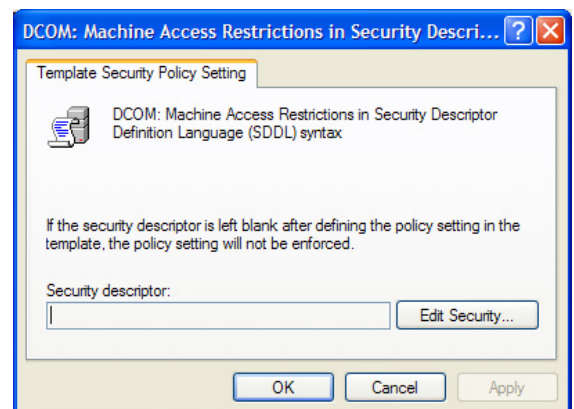 DCOM: Machine Access Restrictions in Security Descri...
Template Security Policy Setting
DCOM: Machine Access Restrictions in Security Descriptor
Definition Language (SDDL) syntax
If the security descriptor is left blank after defining the policy setting in the
template, the policy setting will not be enforced.
Security descriptor:
Edit Security...
OK
Cancel
Apply